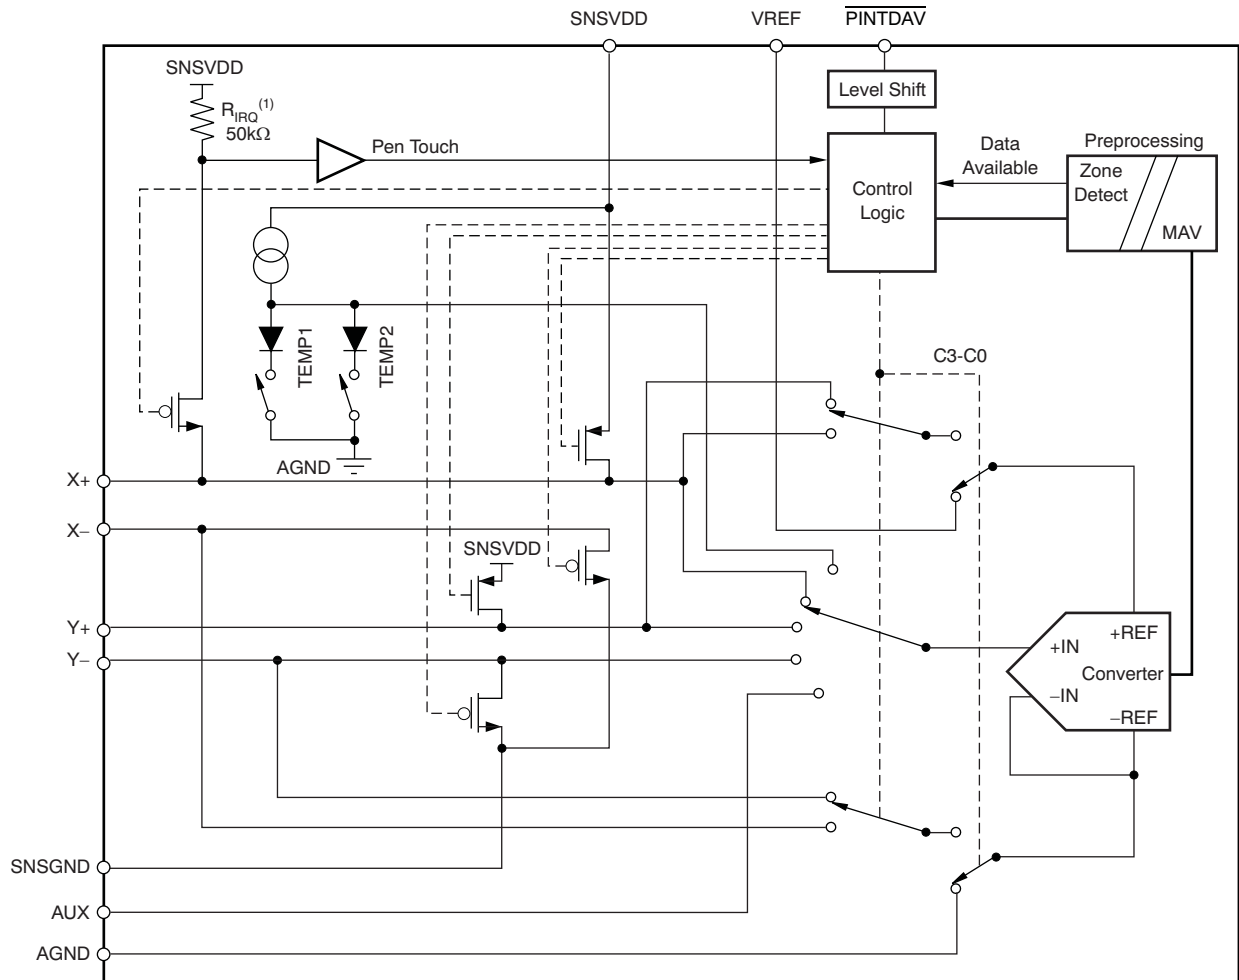 SNSVDD
VREF
PINTDAV
SNSVDD
RIRQ(1)
50kΩ
Level Shift
Pen Touch
Control
Logic
Data
Available
Preprocessing
Zone
Detect
MAV
TEMP1
TEMP2
C3-C0
AGND
X+
X−
SNSVDD
Y+
Y−
+IN
+REF
Converter
−IN
−REF
SNSGND
AUX
AGND